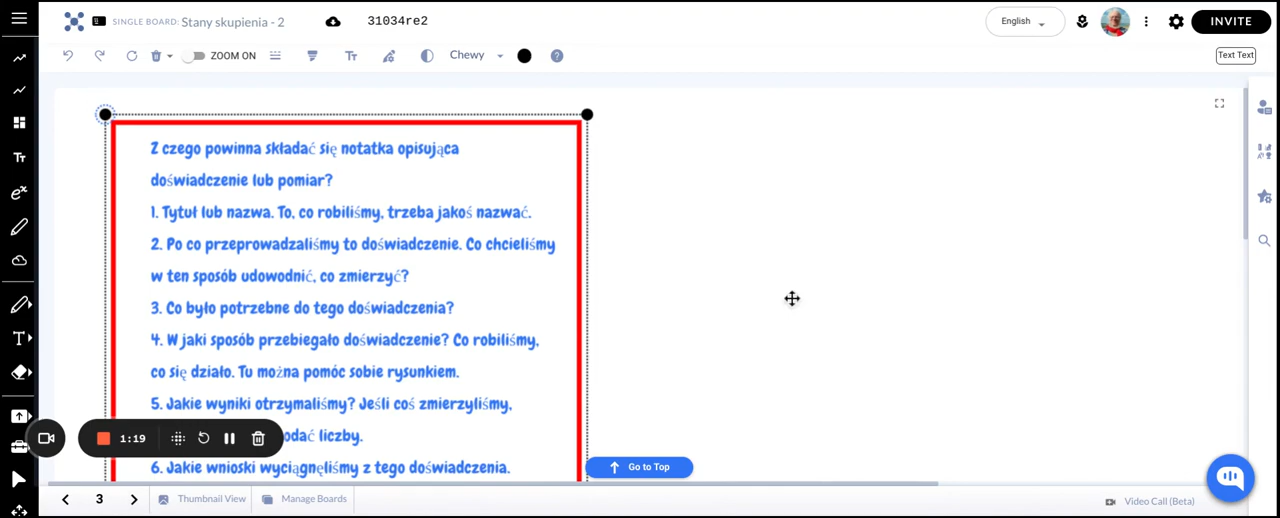 SINGLE BOARD: Stany skupienia - 2
31034re2
English
INVITE
ZOOM ON
Tт
Chewy
Text Text
2 czego powinna składać się notatka opisująca
doświadczenie lub pomiar?
1. Tytuł lub nazwa. To, co robiliśmy, trzeba jakoś nazwać.
2. Po co przeprowadzaliśmy to doświadczenie. Co chcieliśmy
w ten sposób udowodnić, co zmierzyć?
3. Co było potrzebne do tego doświadczenia?
4. W jaki sposób przebiegało doświadczenie? Co robiliśmy,
co się działo. Tu można pomóc sobie rysunkiem.
5. Jakie wyniki otrzymaliśmy? Jeśli coś zmierzyliśmy,
odać liczby.
6. Jakie wnioski wyciągnęliśmy z tego doświadczenia.
1:19
Go to Top
3
Thumbnail View
Manage Boards
Video Call (Beta)